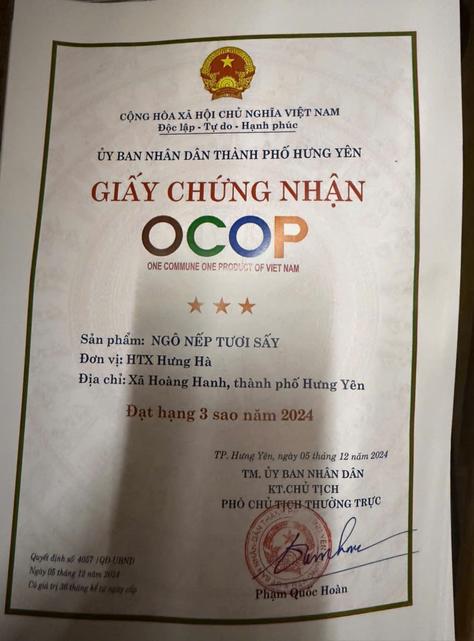 CỘNG HÒA XÃ HỘI CHỦ NGHĨA VIỆT NAM
Độc lập - Tự do - Hạnh phúc
ỦY BAN NHÂN DÂN THÀNH PHỐ HƯNG YÊN
GIẤY CHỨNG NHẬN
OCOP
ONE COMMUNE ONE PRODUCT OF VIET NAM
Sản phẩm: NGÔ NẾP TƯƠI SẤY
Đơn vị: HTX Hưng Hà
Địa chỉ: Xã Hoàng Hanh, thành phố Hưng Yên
Đạt hạng 3 sao năm 2024
TP. Hưng Yên, ngày 05 tháng 12 năm 2024
TM. ỦY BAN NHÂN DÂN
KT.CHỦ TỊCH
PHÓ CHỦ TỊCH THƯỜNG TRỰC
Quyết định số 4057 /QĐ-UBND
Ngày 05 tháng 12 năm 2024
Có giá trị 36 tháng kể từ ngày cấp
Phạm Quốc Hoàn